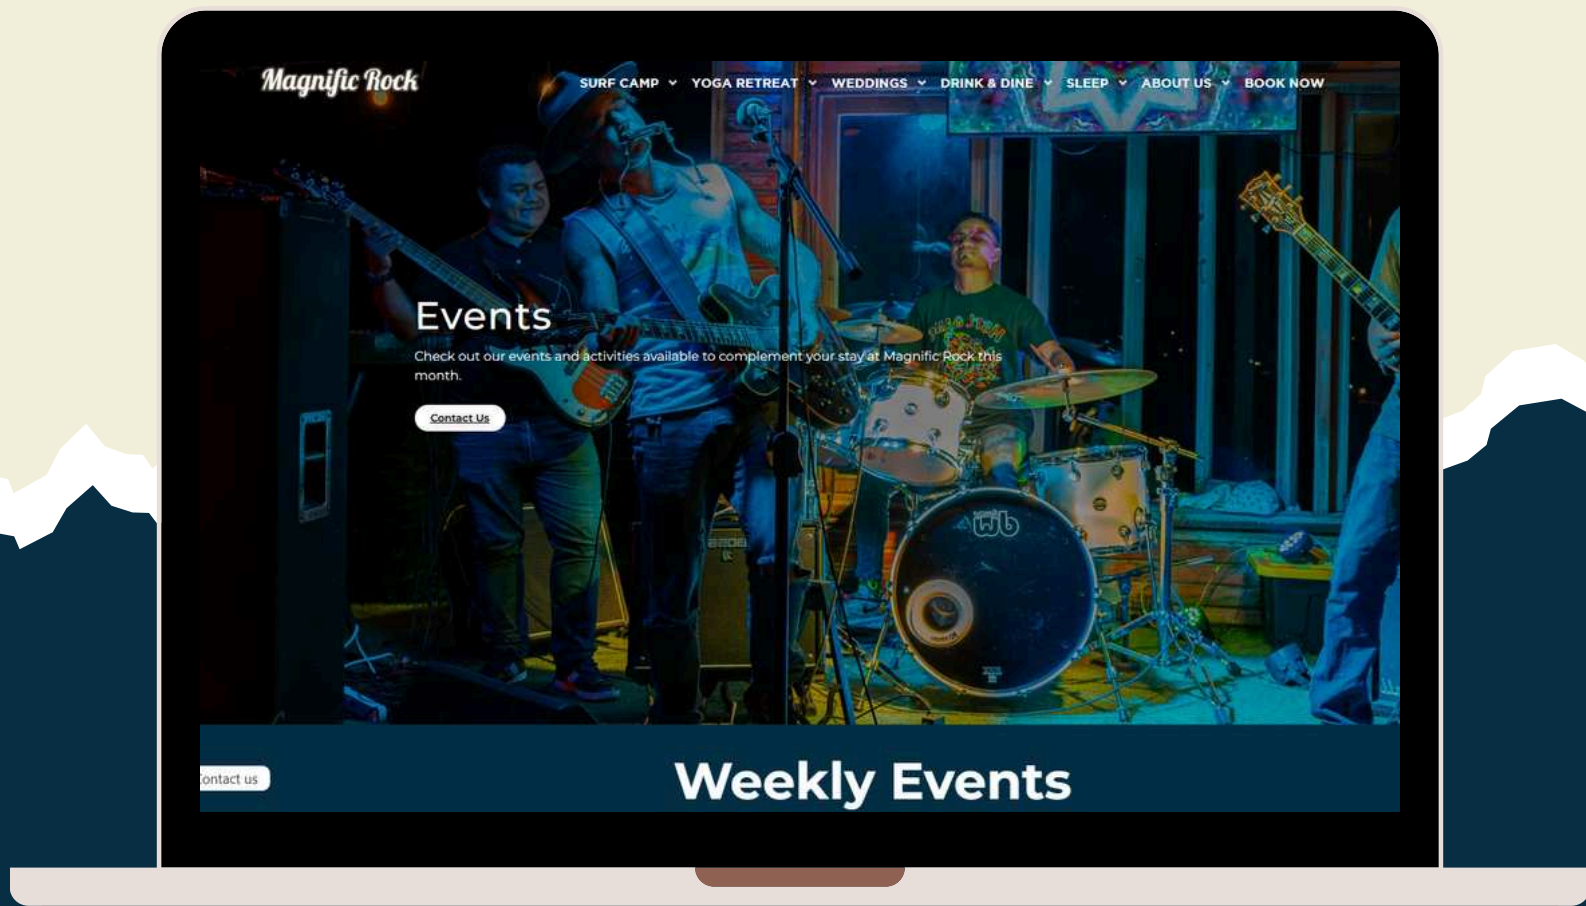 Magnific Rock
SURF CAMP YOGA RETREAT WEDDINGS DRINK & DINE SLEEP ABOUT US BOOK NOW
Events
Check out our events and activities available to complement your stay at Magnific Rock this
month.
Contact Us
Contact us
Weekly Events